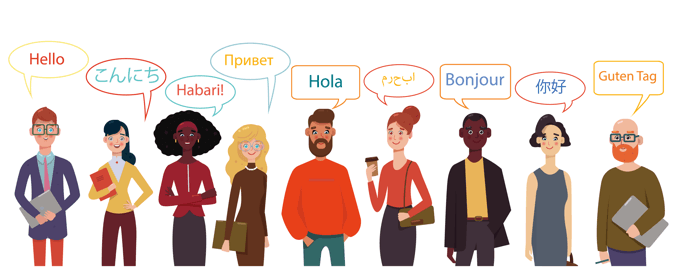 Hello
こんにち
Habari!
Привет
Hola
ابحرم
Bonjour
你好
Guten Tag